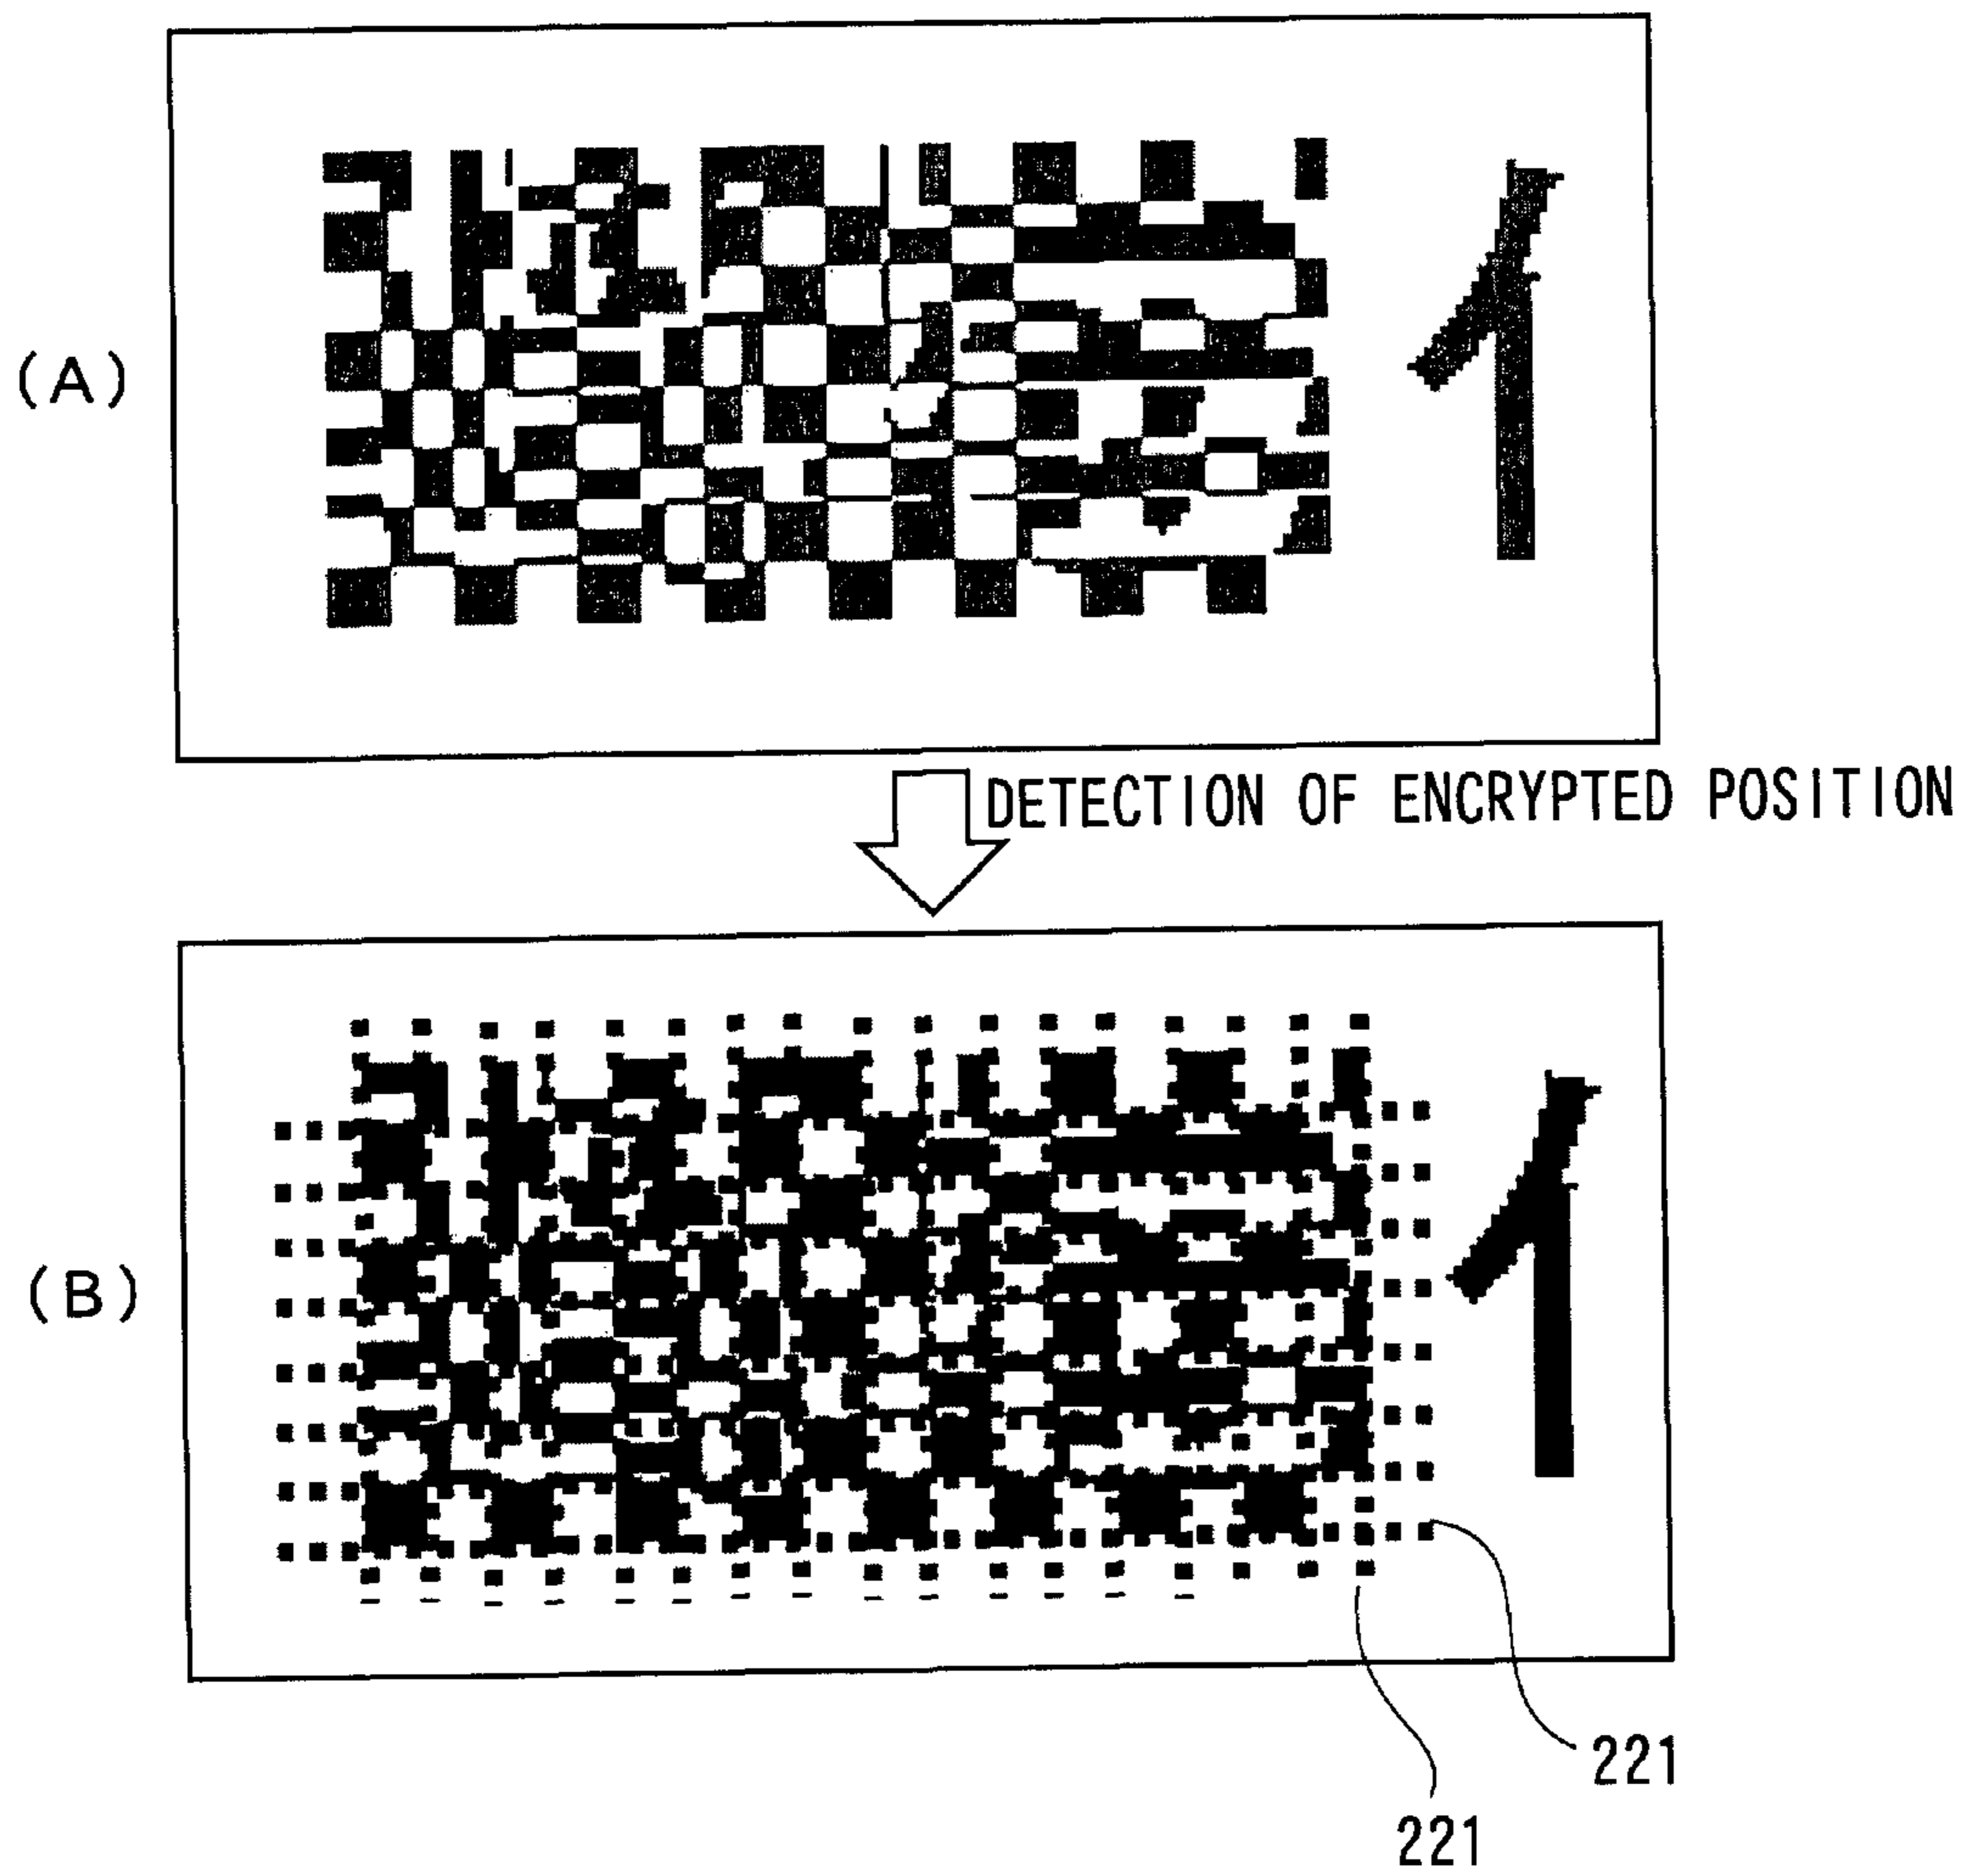 (A)
1
DETECTION OF ENCRYPTED POSITION
(B)
1
221
221